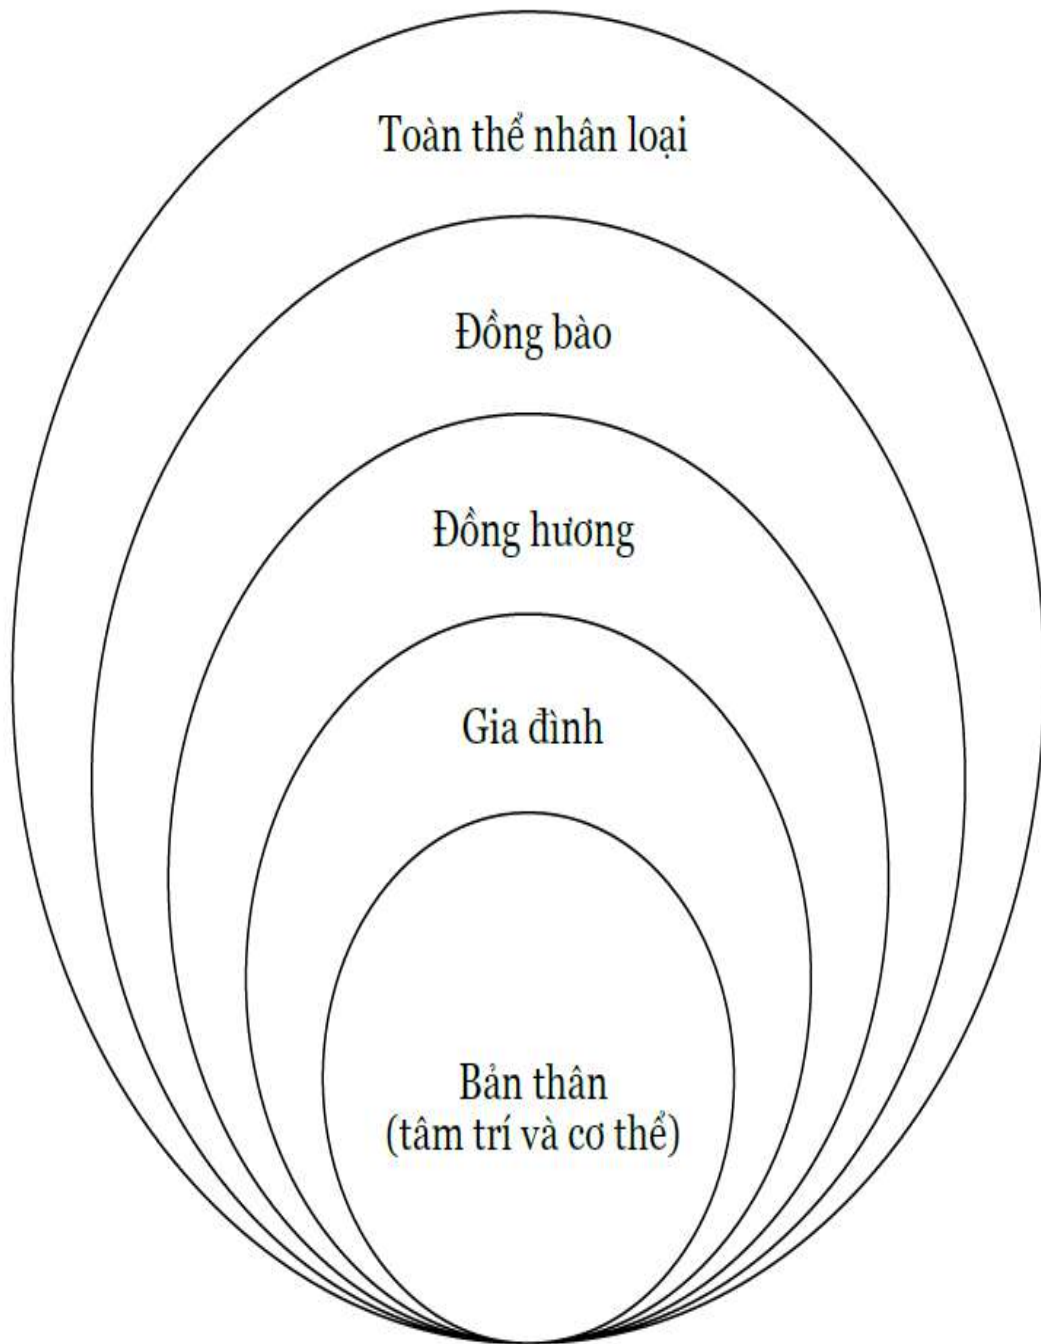 Toàn thể nhân loại
Đồng bào
Đồng hương
Gia đình
Bản thân
(tâm trí và cơ thể)